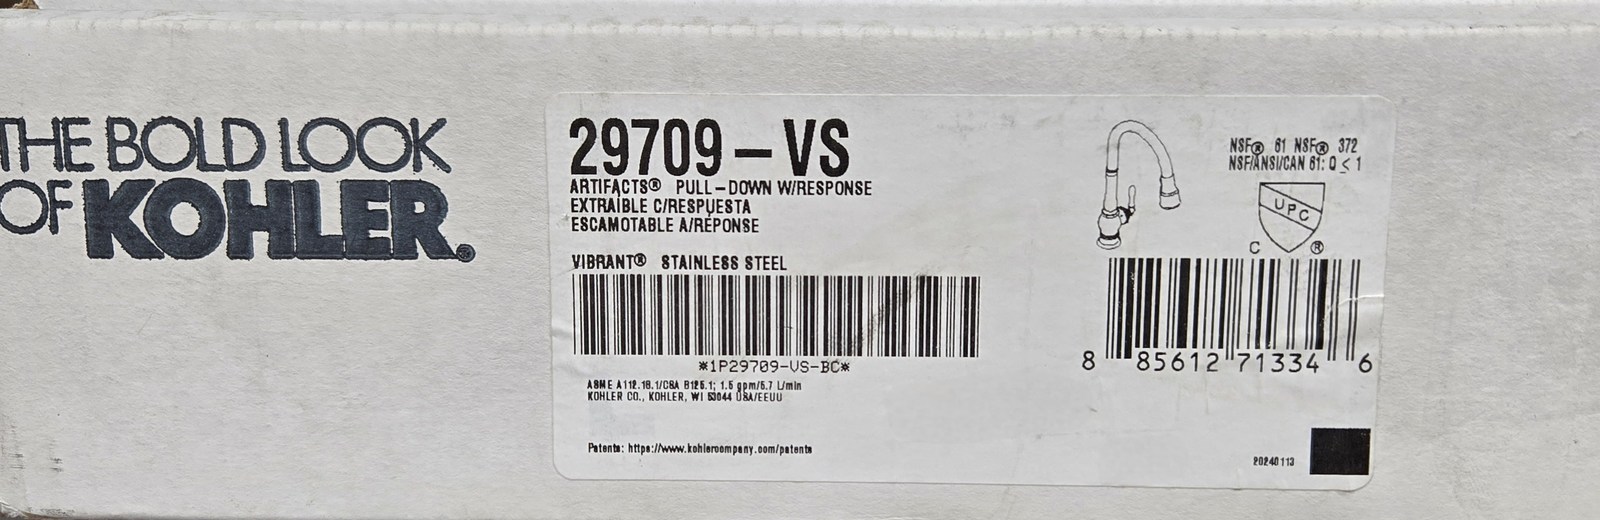 THE BOLD LOOK
OF KOHLER®
29709-VS
ARTIFACTS® PULL-DOWN W/RESPONSE
EXTRAÍBLE C/RESPUESTA
ESCAMOTABLE A/RÉPONSE
VIBRANT® STAINLESS STEEL
*1P29709-VS-BC*
ASME A112.18.1/CSA B125.1; 1.5 gpm/5.7 L/min
KOHLER CO., KOHLER, WI 53044 USA/EEUU
Patents: https://www.kohlercompany.com/patents
NSF® 61 NSF® 372
NSF/ANSI/CAN 61: Q ≤ 1
UPC
C ®
8 85612 71334 6
20240113